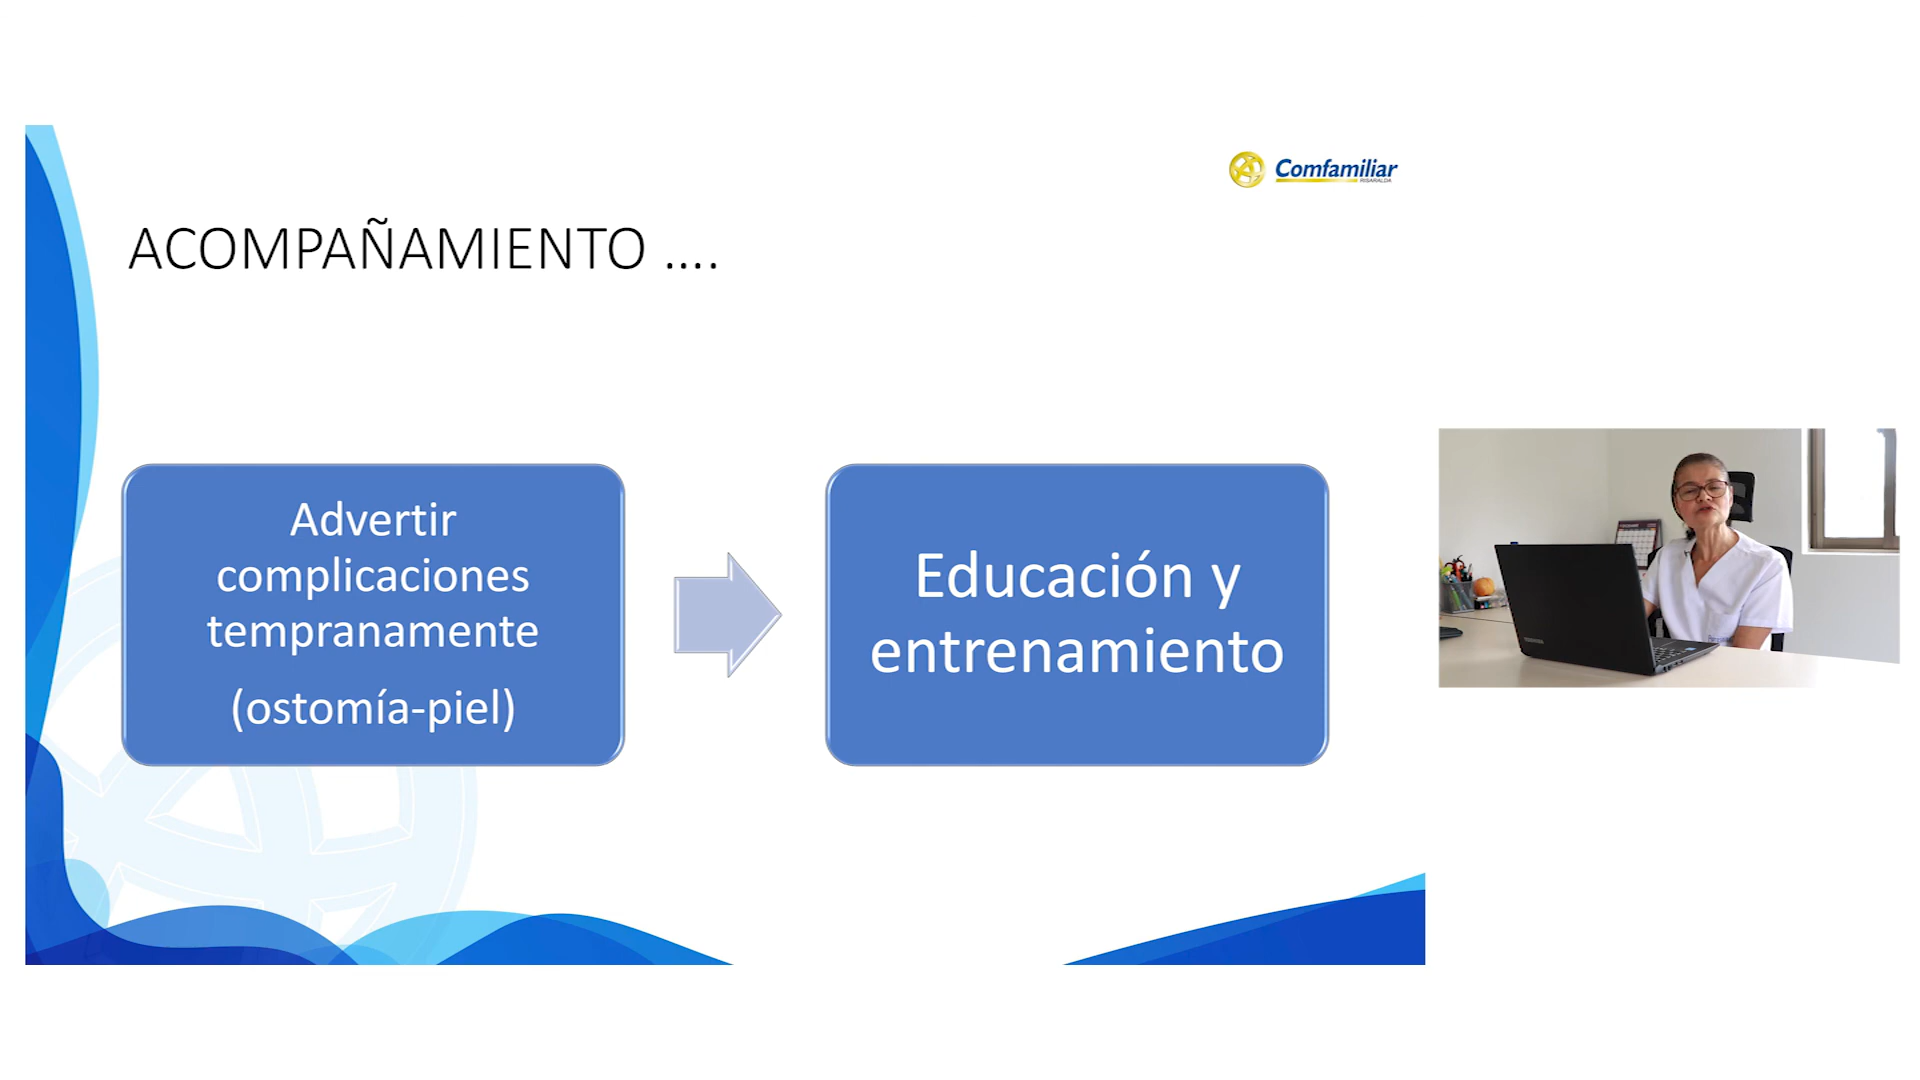 Comfamiliar
RISARALDA
ACOMPAÑAMIENTO ....
Advertir
complicaciones
tempranamente
(ostomía-piel)
Educación y
entrenamiento